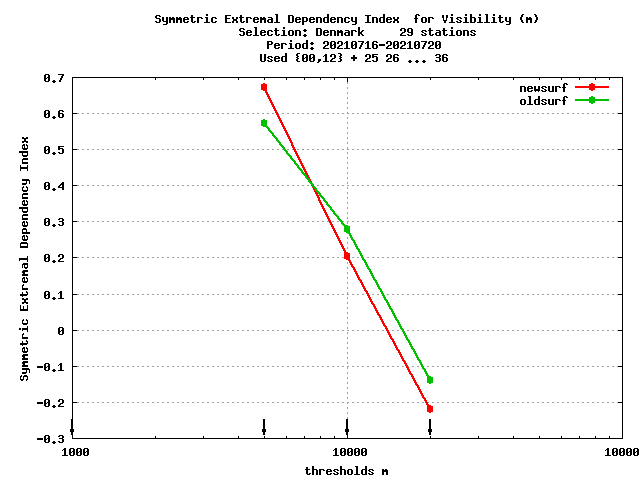 Symmetric Extremal Dependency Index  for Visibility (m)
Selection: Denmark     29 stations
Period: 20210716-20210720
Used {00,12} + 25 26 ... 36
newsurf
oldsurf
Symmetric Extremal Dependency Index
0.7
0.6
0.5
0.4
0.3
0.2
0.1
0
-0.1
-0.2
-0.3
1000 10000 10000
thresholds m